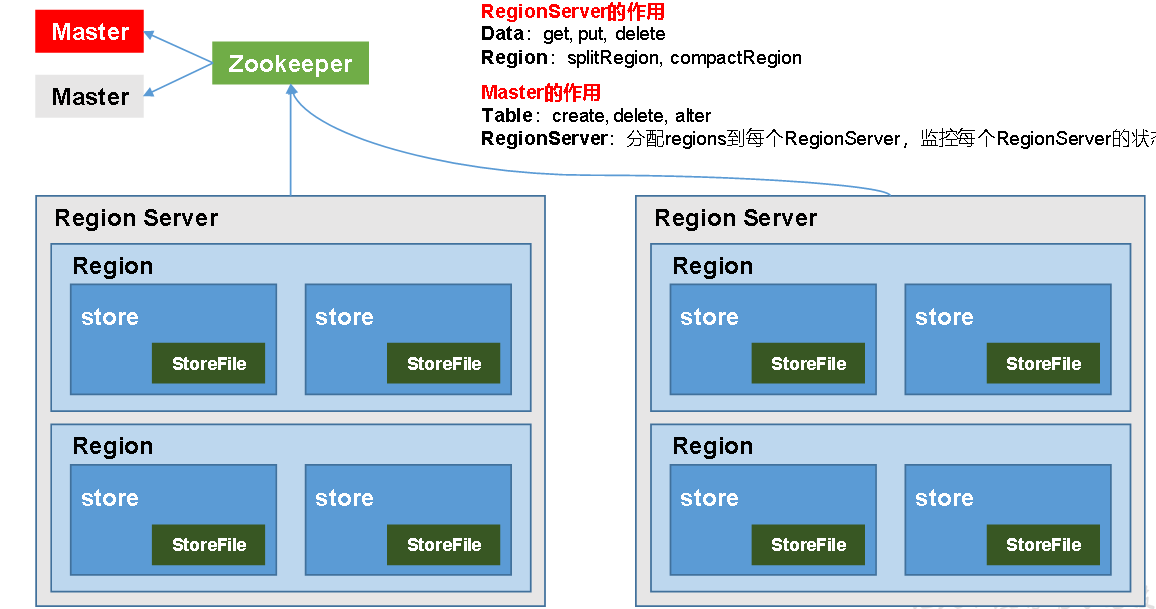 Master
Zookeeper
Master
RegionServer的作用
Data：get, put, delete
Region：splitRegion, compactRegion
Master的作用
Table：create, delete, alter
RegionServer：分配regions到每个RegionServer，监控每个RegionServer的状
Region Server
Region
store
StoreFile
store
StoreFile
Region
store
StoreFile
store
StoreFile
Region Server
Region
store
StoreFile
store
StoreFile
Region
store
StoreFile
store
StoreFile